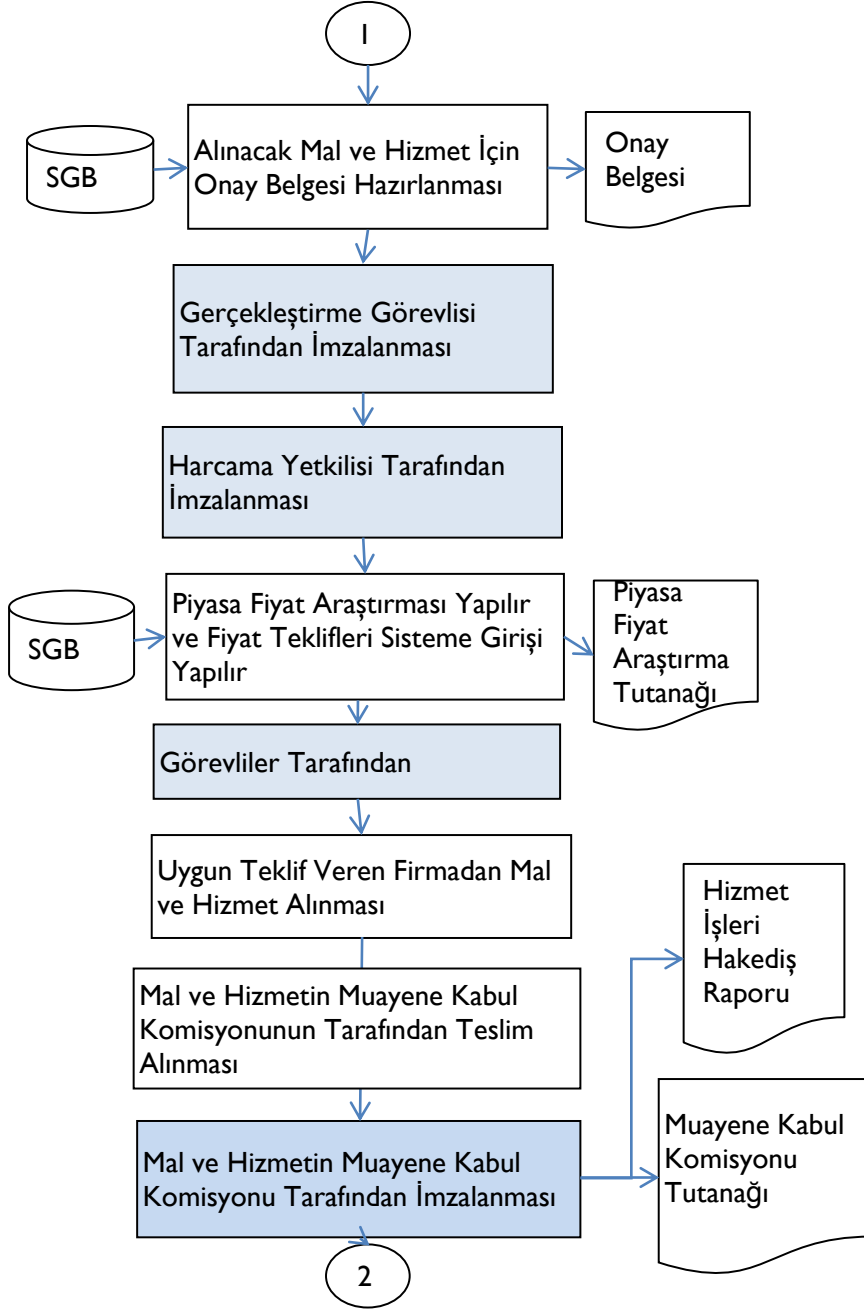 1
SGB
Alınacak Mal ve Hizmet İçin
Onay Belgesi Hazırlanması
Onay
Belgesi
Gerçekleştirme Görevlisi
Tarafından İmzalanması
Harcama Yetkilisi Tarafından
İmzalanması
SGB
Piyasa Fiyat Araştırması Yapılır
ve Fiyat Teklifleri Sisteme Girişi
Yapılır
Piyasa
Fiyat
Araştırma
Tutanağı
Görevliler Tarafından
Uygun Teklif Veren Firmadan Mal
ve Hizmet Alınması
Hizmet
İşleri
Hakediş
Raporu
Mal ve Hizmetin Muayene Kabul
Komisyonunun Tarafından Teslim
Alınması
Mal ve Hizmetin Muayene Kabul
Komisyonu Tarafından İmzalanması
Muayene Kabul
Komisyonu
Tutanağı
2